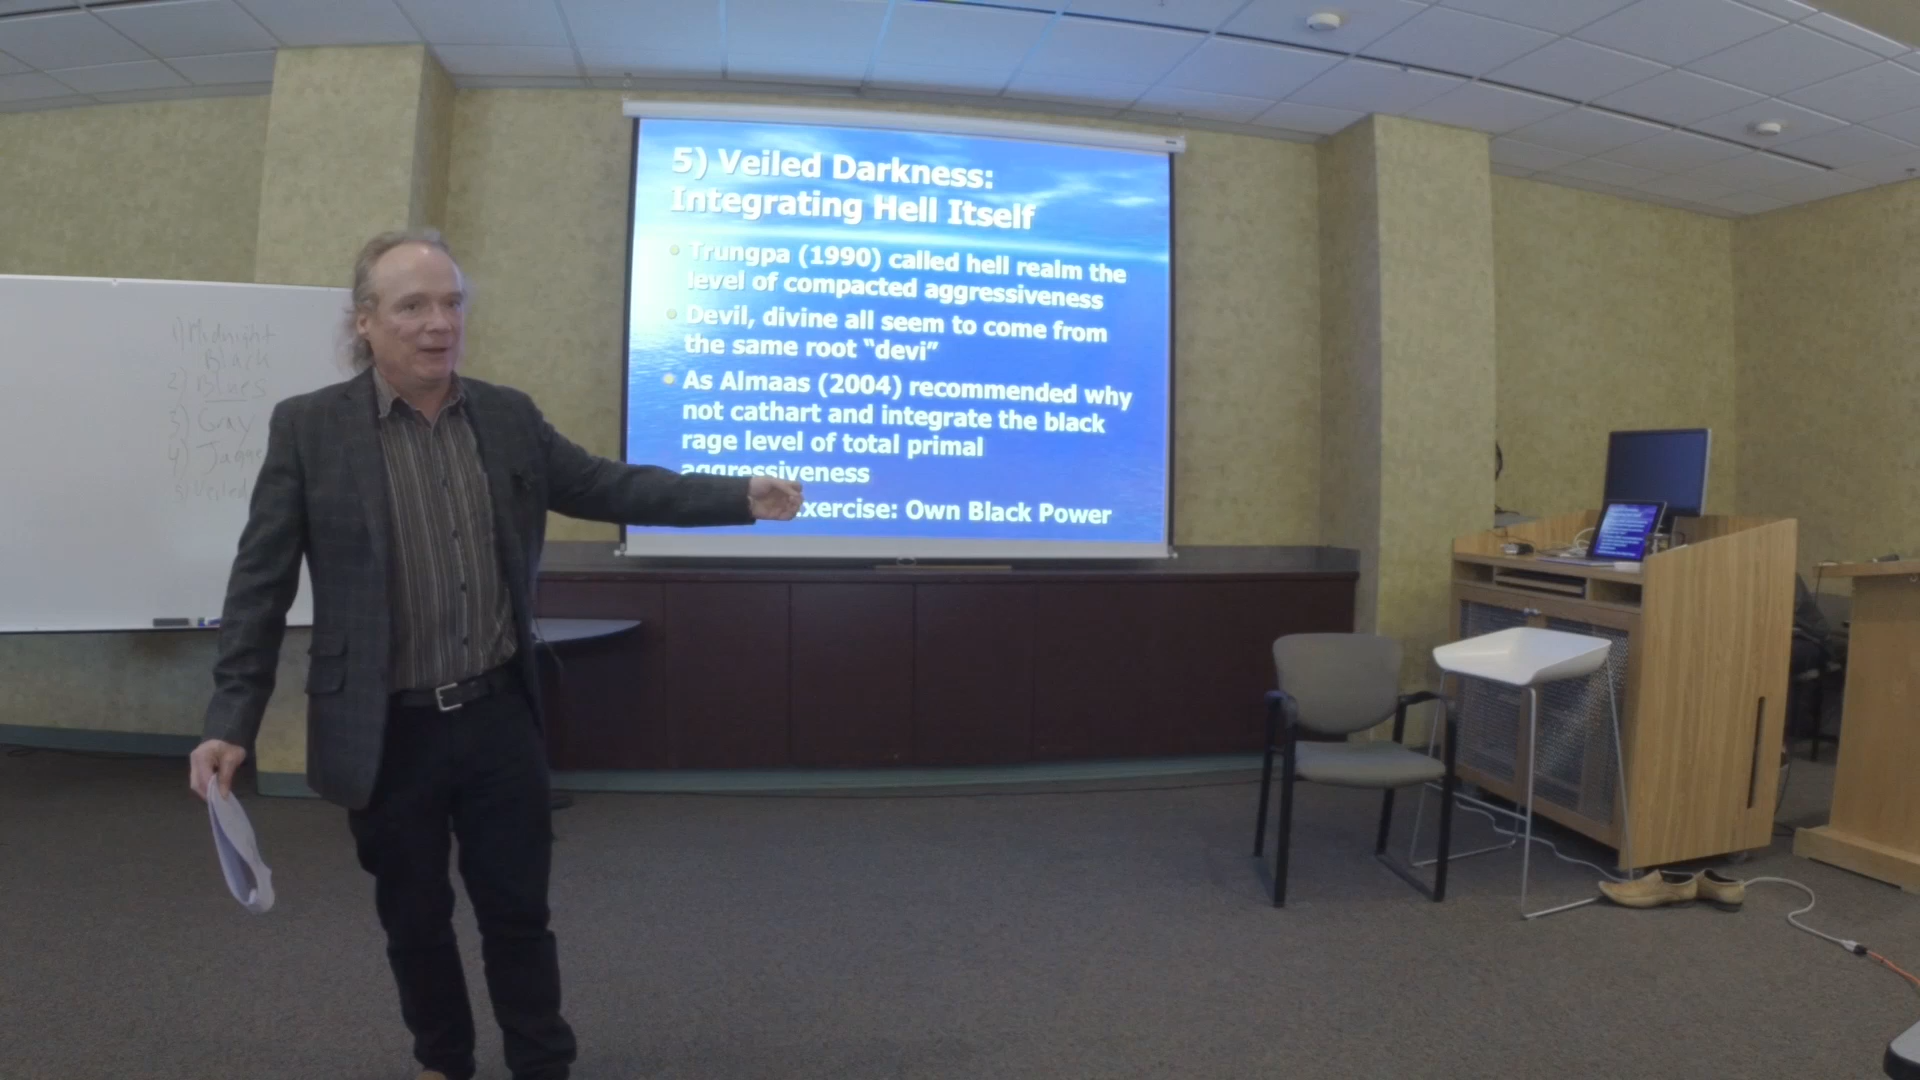 5) Veiled Darkness:
Integrating Hell Itself
Trungpa (1990) called hell realm the
level of compacted aggressiveness
Devil, divine all seem to come from
the same root "devi"
As Almaas (2004) recommended why
not cathart and integrate the black
rage level of total primal
aggressiveness
Exercise: Own Black Power
1) Midnight
Black
2) Blues
3) Gray
4)
5) Veiled